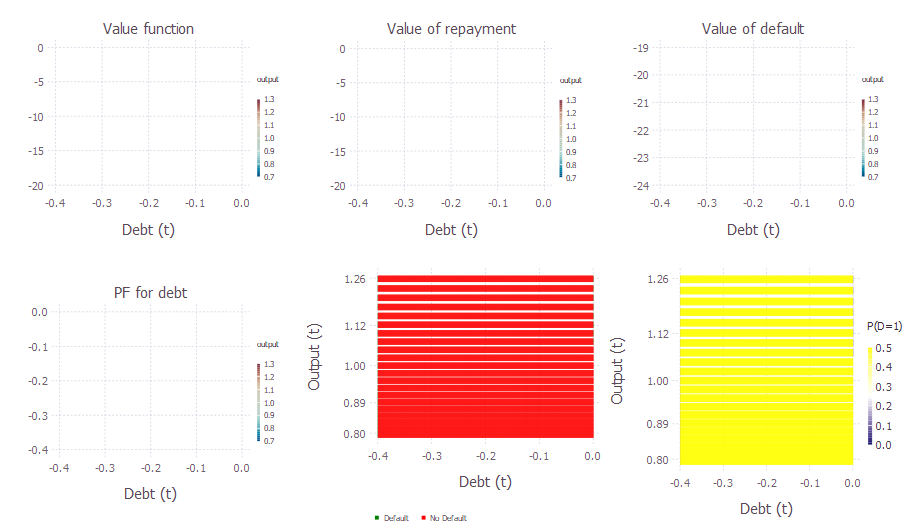 Value function
0
-5
-10
-15
-20
-0.4 -0.3 -0.2 -0.1 0.0
Debt (t)
output
1.3
1.2
1.1
1.0
0.9
0.8
0.7
Value of repayment
0
-5
-10
-15
-20
-0.4 -0.3 -0.2 -0.1 0.0
Debt (t)
output
1.3
1.2
1.1
1.0
0.9
0.8
0.7
Value of default
-19
-20
-21
-22
-23
-24
-0.4 -0.3 -0.2 -0.1 0.0
Debt (t)
output
1.3
1.2
1.1
1.0
0.9
0.8
0.7
PF for debt
0.0
-0.1
-0.2
-0.3
-0.4
-0.4 -0.3 -0.2 -0.1 0.0
Debt (t)
output
1.3
1.2
1.1
1.0
0.9
0.8
0.7
Output (t)
1.26
1.12
1.00
0.89
0.80
-0.4 -0.3 -0.2 -0.1 0.0
Debt (t)
Default No Default
Output (t)
1.26
1.12
1.00
0.89
0.80
-0.4 -0.3 -0.2 -0.1 0.0
Debt (t)
P(D=1)
0.5
0.4
0.3
0.2
0.1
0.0